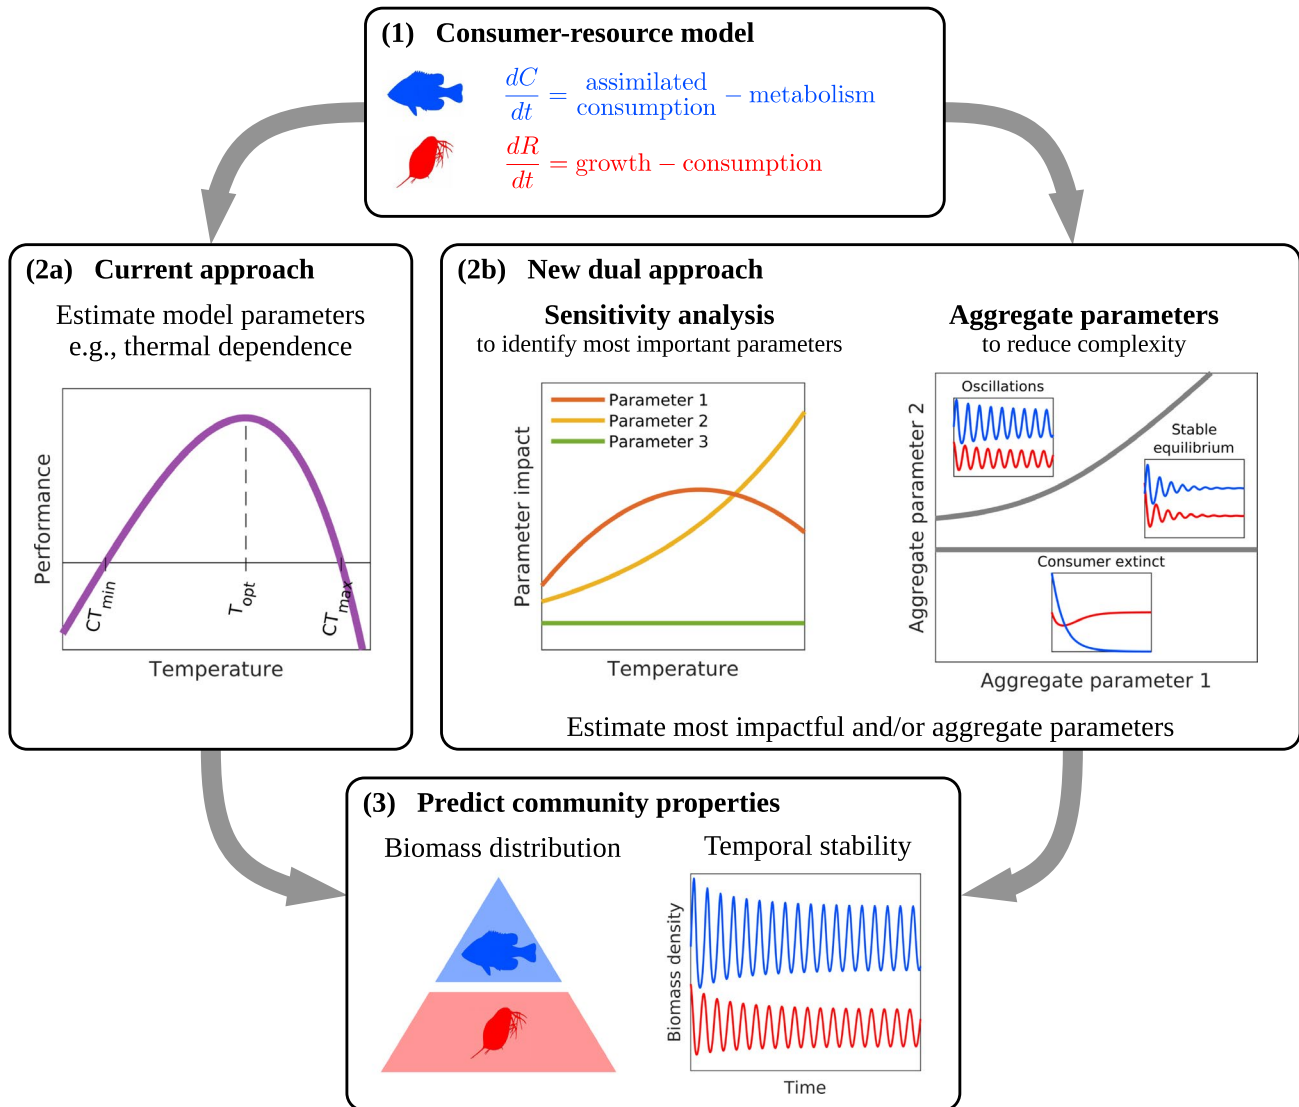 (1) Consumer-resource model
dC/dt = assimilated consumption − metabolism
dR/dt = growth − consumption
(2a) Current approach
Estimate model parameters
e.g., thermal dependence
Performance
CTmin
Topt
CTmax
Temperature
(2b) New dual approach
Sensitivity analysis
to identify most important parameters
Parameter 1
Parameter 2
Parameter 3
Parameter impact
Temperature
Aggregate parameters
to reduce complexity
Oscillations
Stable
equilibrium
Consumer extinct
Aggregate parameter 2
Aggregate parameter 1
Estimate most impactful and/or aggregate parameters
(3) Predict community properties
Biomass distribution
Temporal stability
Biomass density
Time